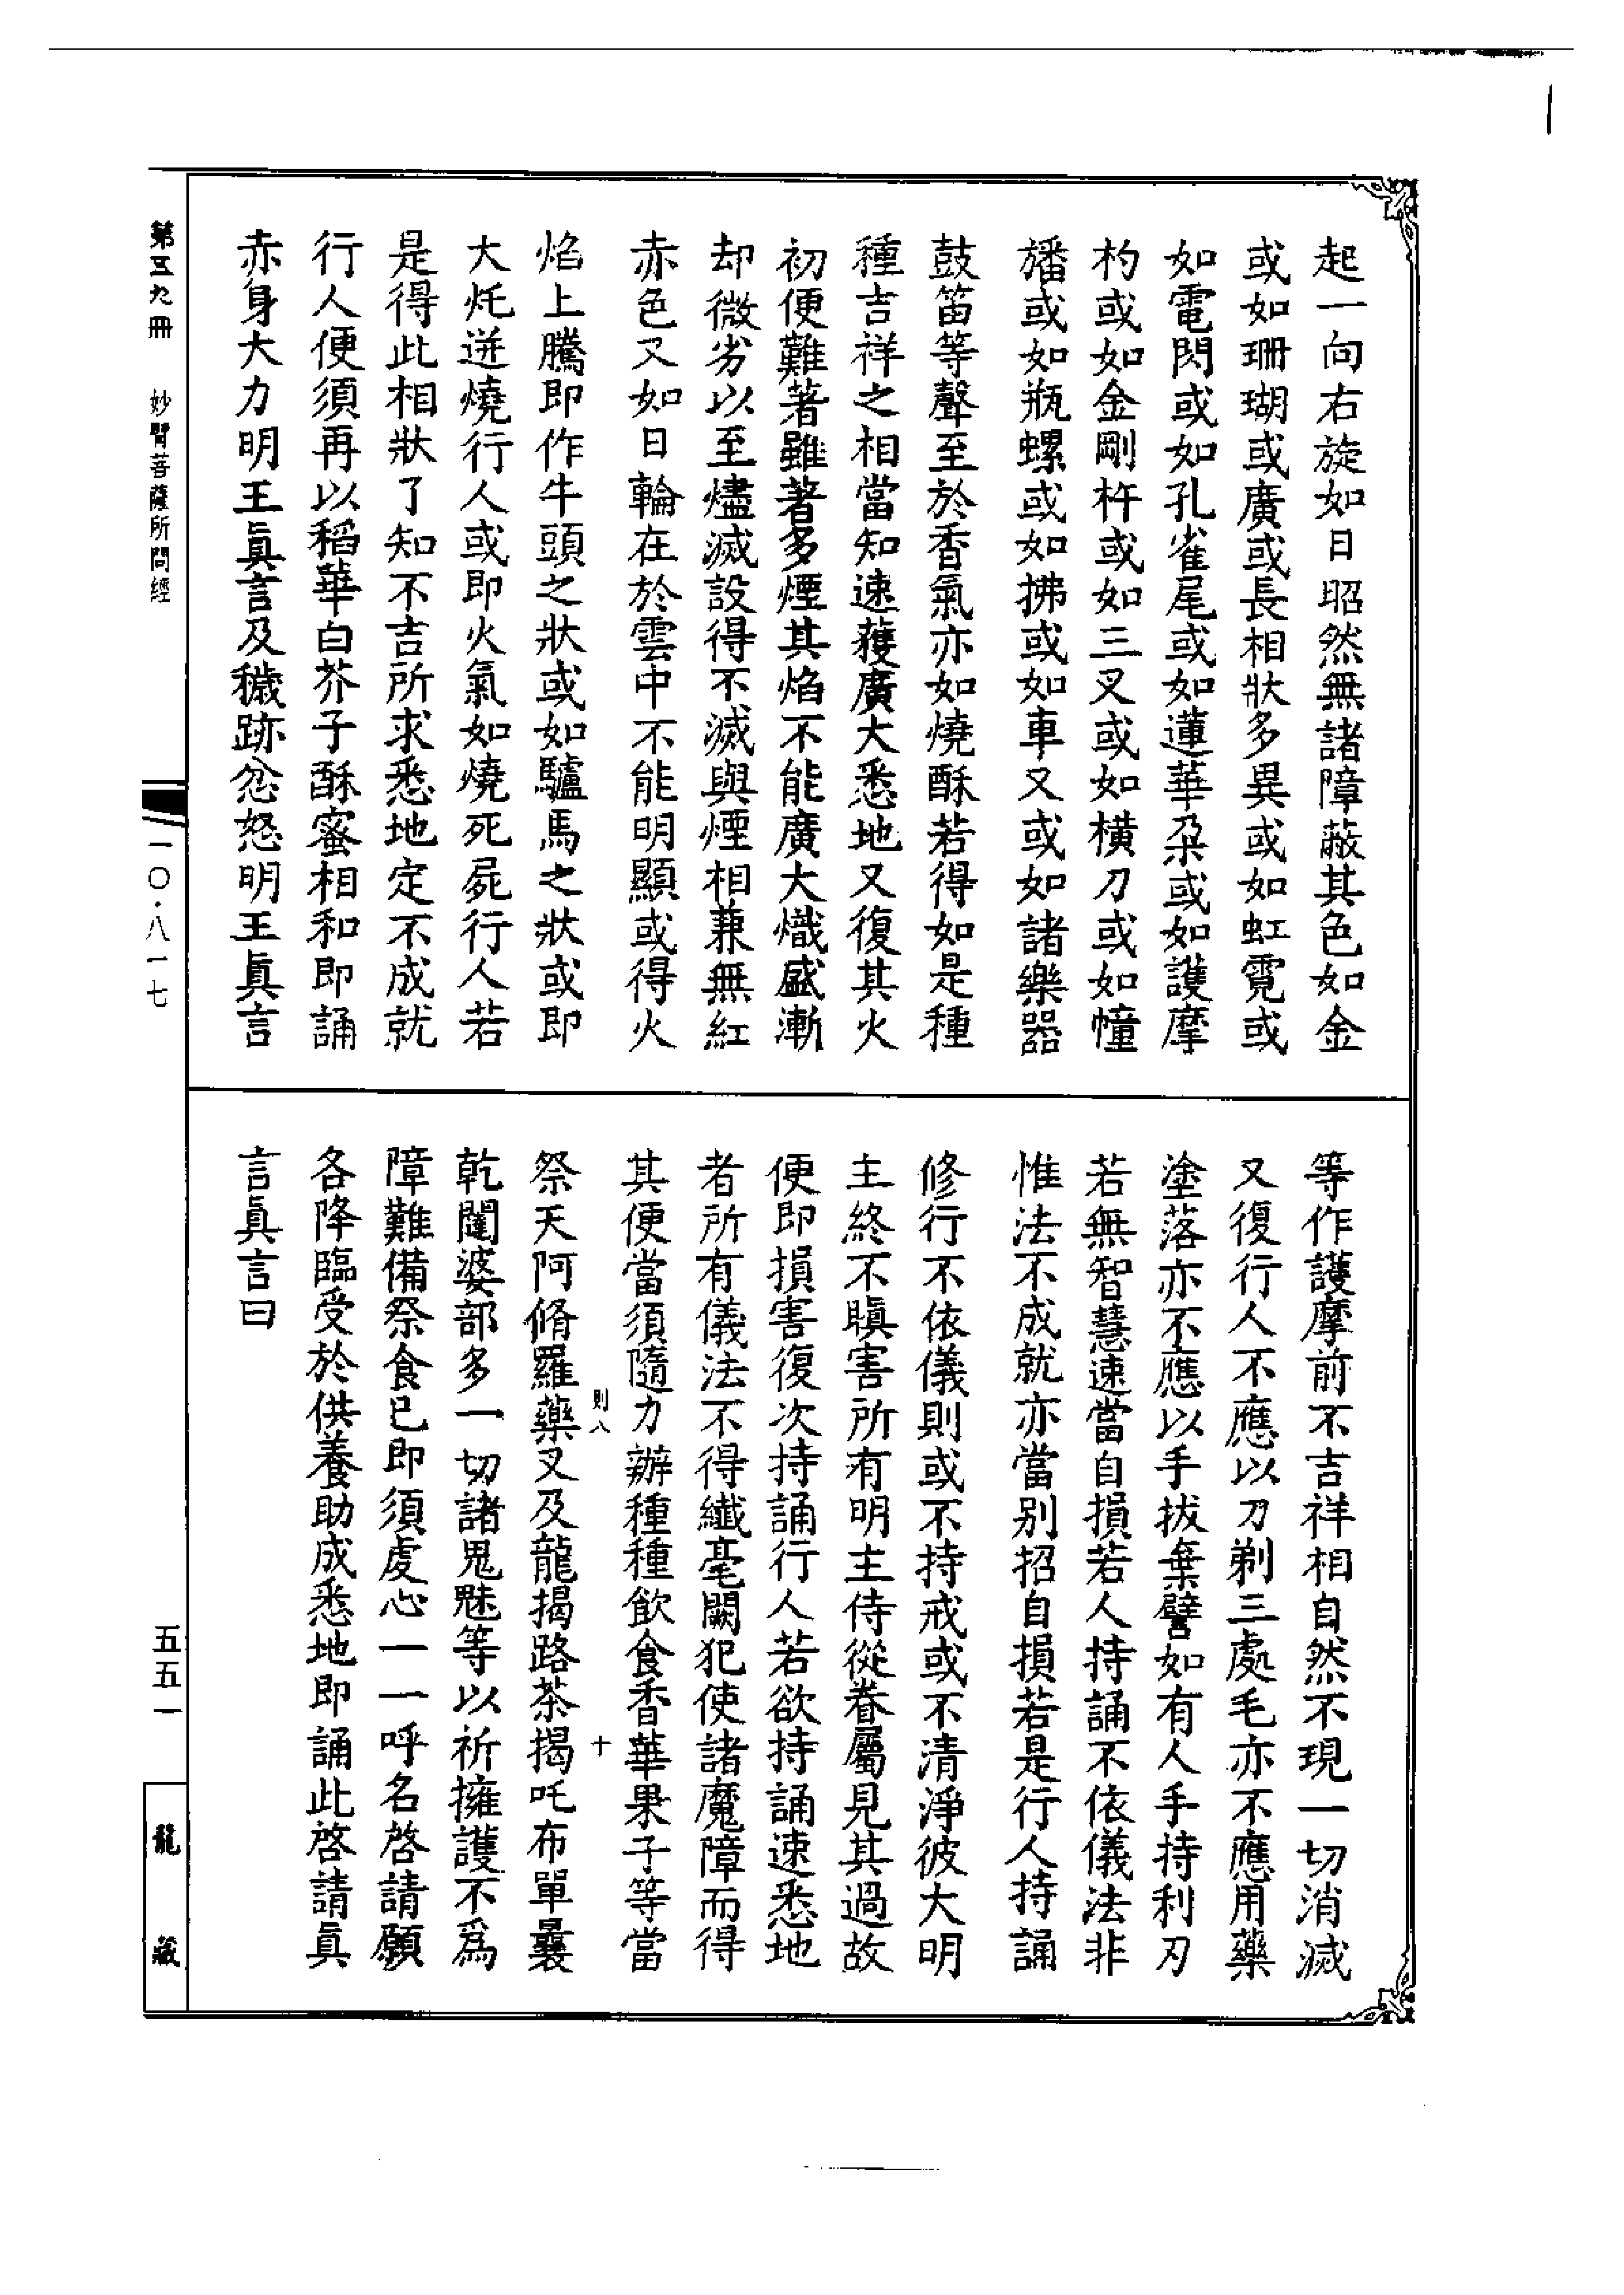 起一向右旋如日昭然無諸障蔽其色如金
或如珊瑚或廣或長相狀多異或如虹霓或
如電閃或如孔雀尾或如蓮華朶或如護摩
杓或如金剛杵或如三叉或如橫刀或如幢
旛或如瓶螺或如拂或如車又或如諸樂器
鼓笛等聲至於香氣亦如燒酥若得如是種
種吉祥之相當知速獲廣大悉地又復其火
初便難著雖著多煙其焰不能廣大熾盛漸
却微劣以至燼滅設得不滅與煙相兼無紅
赤色又如日輪在於雲中不能明顯或得火
焰上騰即作牛頭之狀或如驢馬之狀或即
大炧迸燒行人或即火氣如燒死屍行人若
是得此相狀了知不吉所求悉地定不成就
行人便須再以稻華白芥子酥蜜相和即誦
赤身大力明王眞言及穢跡忿怒明王眞言
等作護摩前不吉祥相自然不現一切消滅
又復行人不應以刀剃三處毛亦不應用藥
塗落亦不應以手拔棄譬如有人手持利刃
若無智慧速當自損若人持誦不依儀法非
惟法不成就亦當別招自損若是行人持誦
修行不依儀則或不持戒或不清淨彼大明
主終不瞋害所有明主侍從眷屬見其過故
便即損害復次持誦行人若欲持誦速悉地
者所有儀法不得纖毫闕犯使諸魔障而得
其便當須隨力辦種種飲食香華果子等當
則八 十
祭天阿脩羅藥叉及龍揭路茶揭吒布單曩
乾闥婆部多一切諸鬼魅等以祈擁護不爲
障難備祭食已即須虔心一一呼名啓請願
各降臨受於供養助成悉地即誦此啓請眞
言眞言曰
第五九冊 妙臂菩薩所問經
一〇·八一七
五五一
龍藏